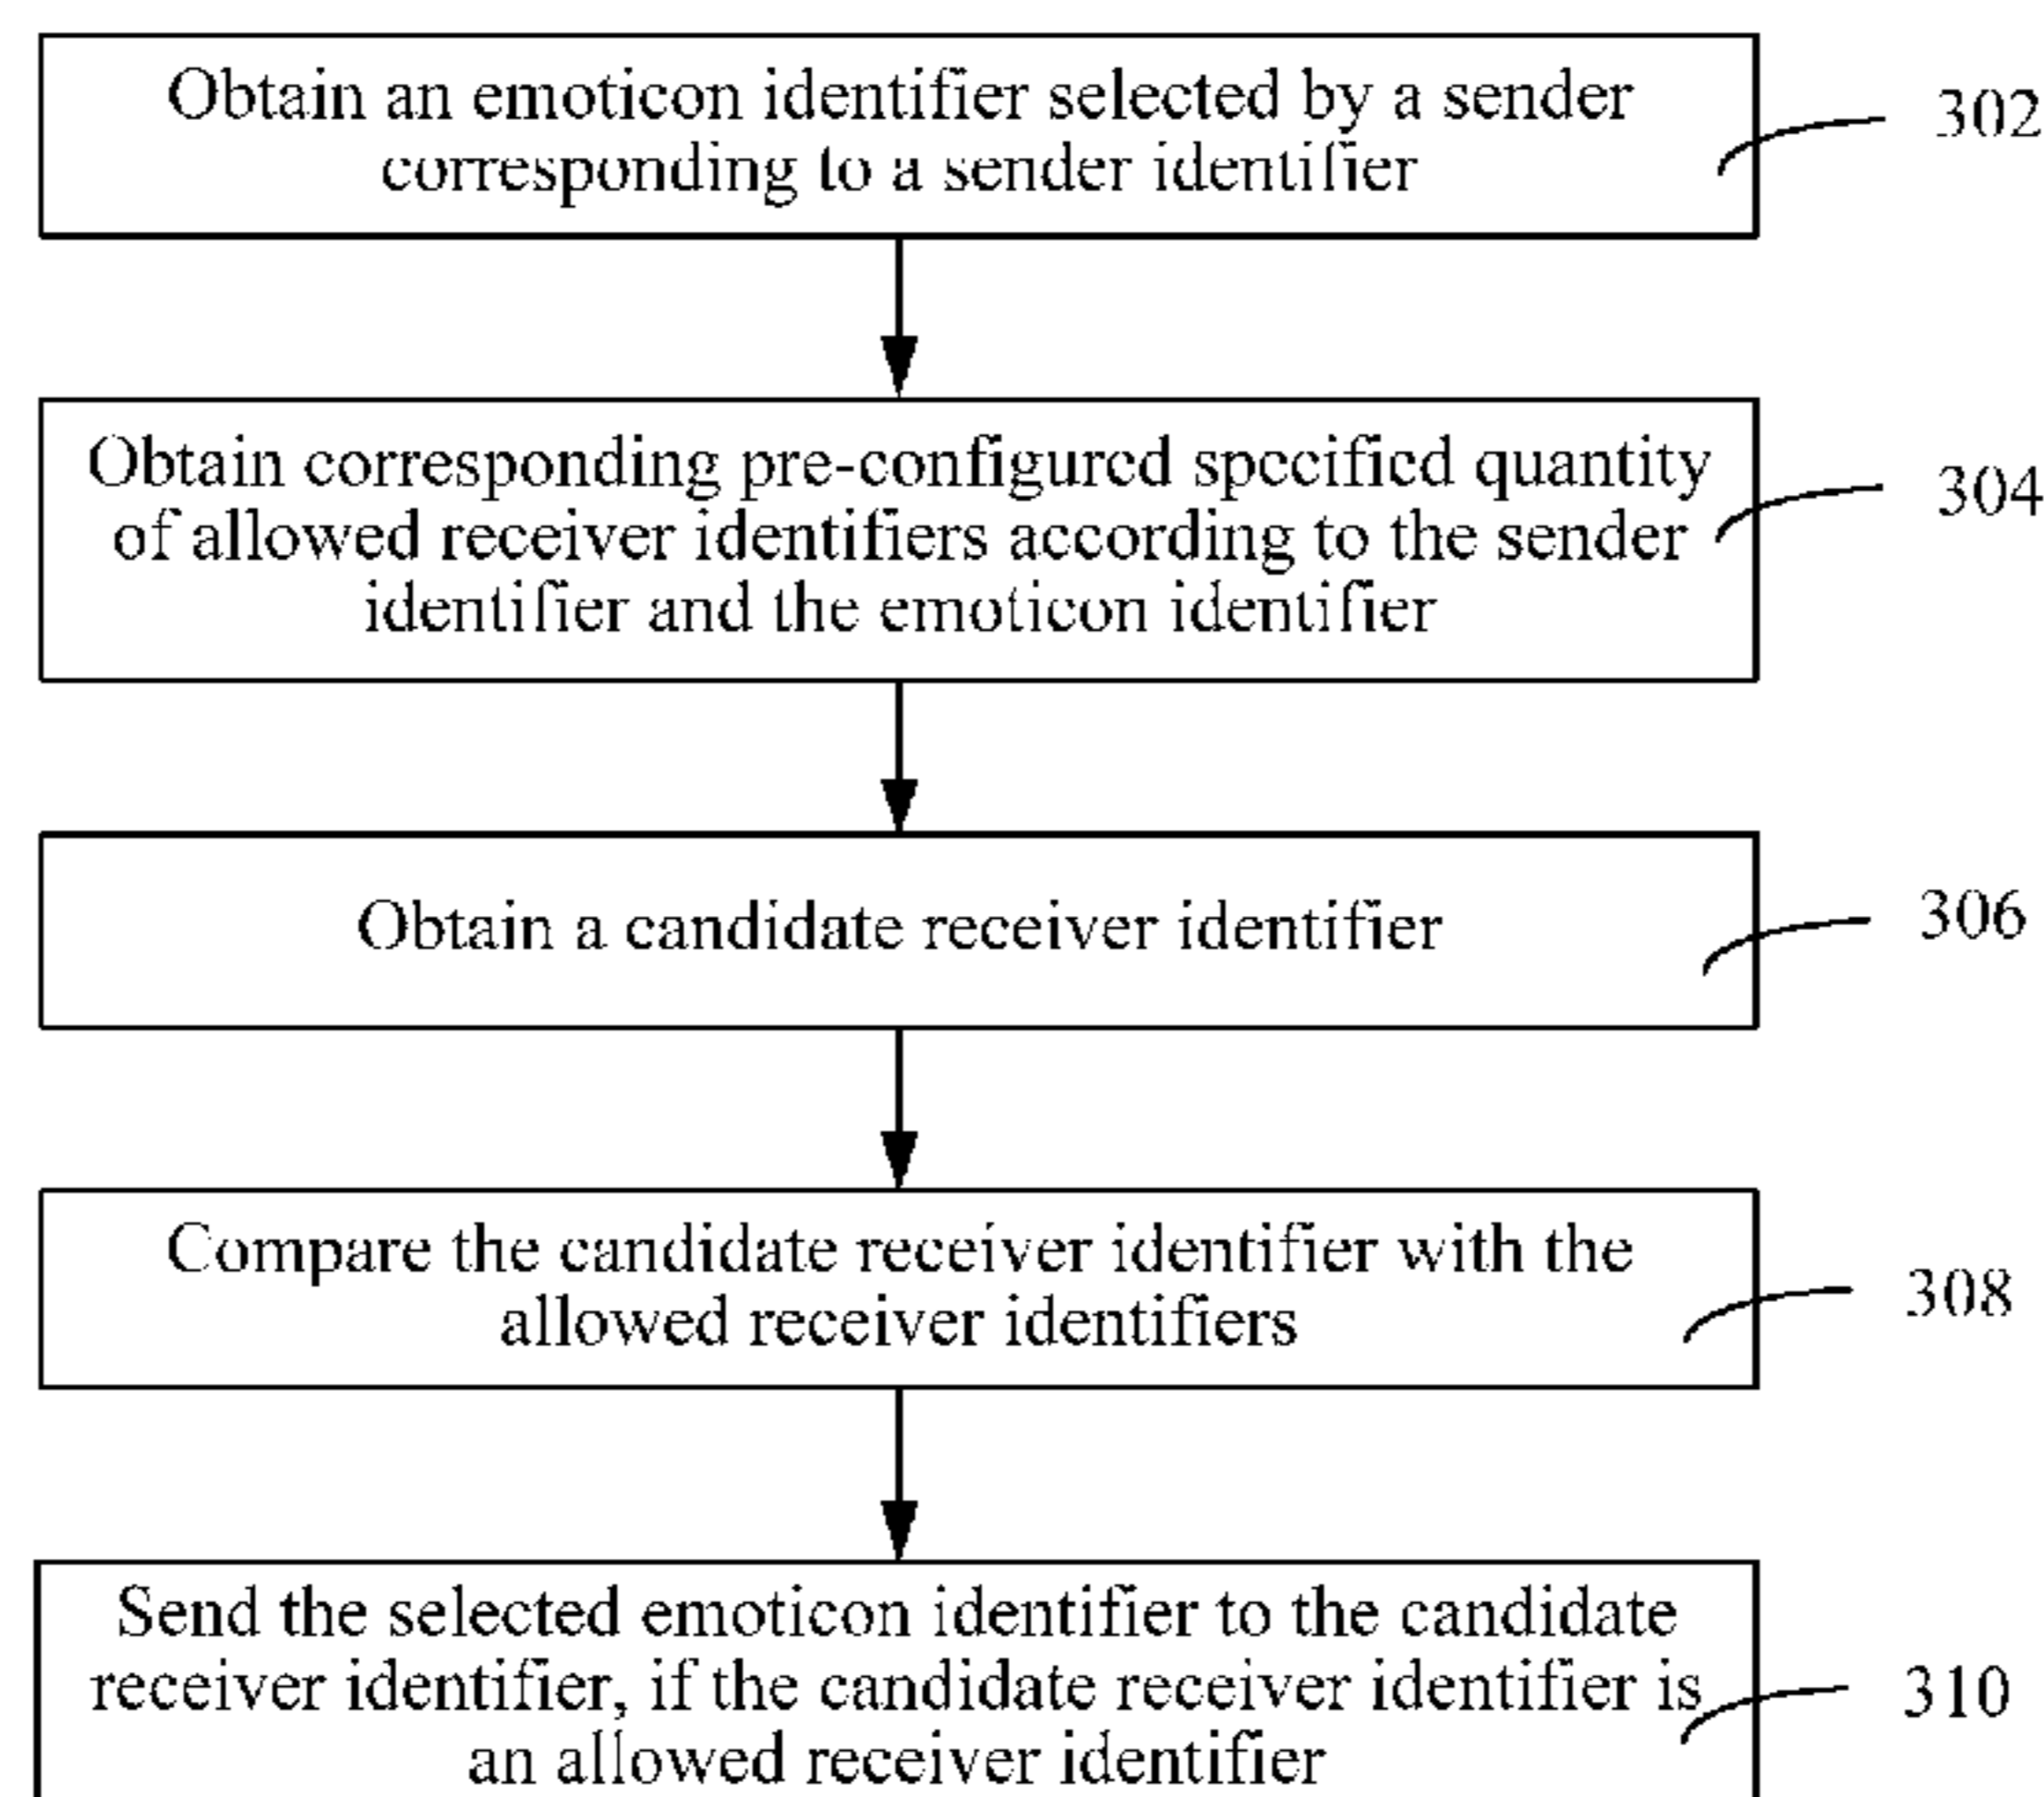 Obtain an emoticon identifier selected by a sender
corresponding to a sender identifier
302
Obtain corresponding pre-configured specified quantity
of allowed receiver identifiers according to the sender
identifier and the emoticon identifier
304
Obtain a candidate receiver identifier
306
Compare the candidate receiver identifier with the
allowed receiver identifiers
308
Send the selected emoticon identifier to the candidate
receiver identifier, if the candidate receiver identifier is
an allowed receiver identifier
310